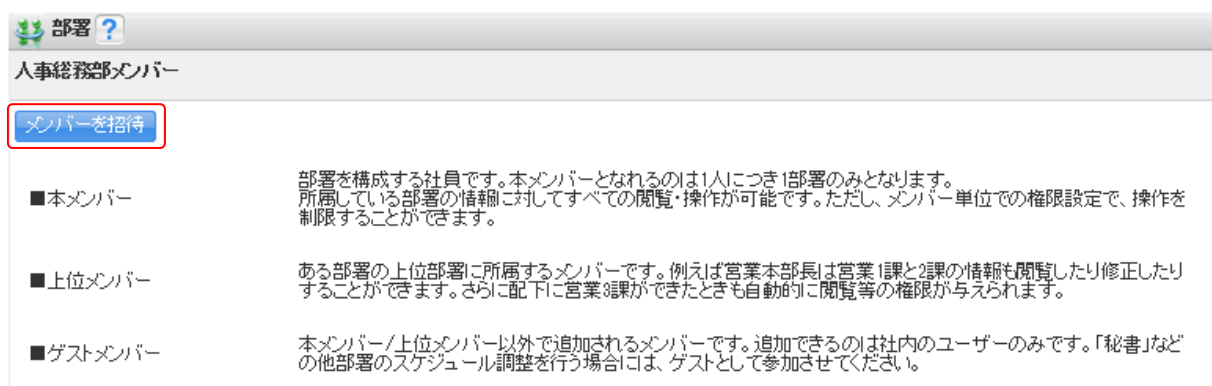 部署 ?
人事総務部メンバー
メンバーを招待
■本メンバー
部署を構成する社員です。本メンバーとなれるのは1人につき1部署のみとなります。
所属している部署の情報に対してすべての閲覧・操作が可能です。ただし、メンバー単位での権限設定で、操作を
制限することができます。
■上位メンバー
ある部署の上位部署に所属するメンバーです。例えば営業本部長は営業1課と2課の情報も閲覧したり修正したり
することができます。さらに配下に営業3課ができたときも自動的に閲覧等の権限が与えられます。
■ゲストメンバー
本メンバー/上位メンバー以外で追加されるメンバーです。追加できるのは社内のユーザーのみです。「秘書」など
の他部署のスケジュール調整を行う場合には、ゲストとして参加させてください。